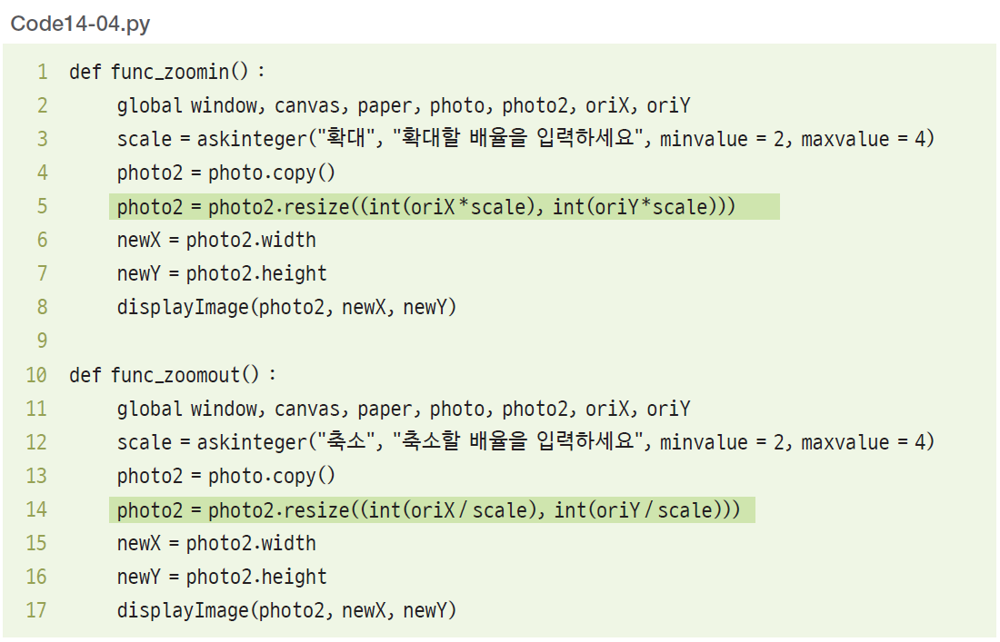 Code14-04.py
1 def func_zoomin() :
2 global window, canvas, paper, photo, photo2, oriX, oriY
3 scale = askinteger("확대", "확대할 배율을 입력하세요", minvalue = 2, maxvalue = 4)
4 photo2 = photo.copy()
5 photo2 = photo2.resize((int(oriX*scale), int(oriY*scale)))
6 newX = photo2.width
7 newY = photo2.height
8 displayImage(photo2, newX, newY)
9
10 def func_zoomout() :
11 global window, canvas, paper, photo, photo2, oriX, oriY
12 scale = askinteger("축소", "축소할 배율을 입력하세요", minvalue = 2, maxvalue = 4)
13 photo2 = photo.copy()
14 photo2 = photo2.resize((int(oriX/scale), int(oriY/scale)))
15 newX = photo2.width
16 newY = photo2.height
17 displayImage(photo2, newX, newY)